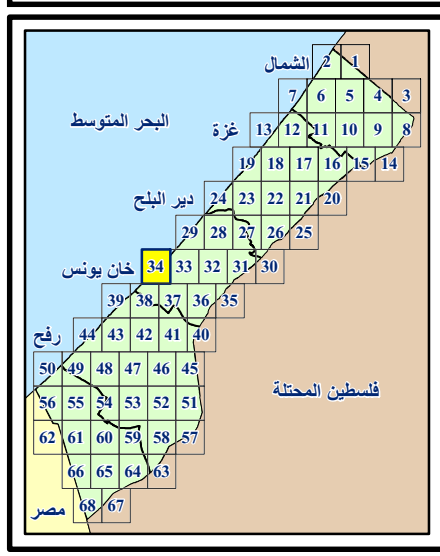 الشمال
2 1
7 6 5 4 3
البحر المتوسط
غزة
13 12 11 10 9 8
19 18 17 16 15 14
دير البلح
24 23 22 21 20
29 28 27 26 25
خان يونس
34 33 32 31 30
39 38 37 36 35
رفح
44 43 42 41 40
50 49 48 47 46 45
فلسطين المحتلة
56 55 54 53 52 51
62 61 60 59 58 57
66 65 64 63
مصر
68 67